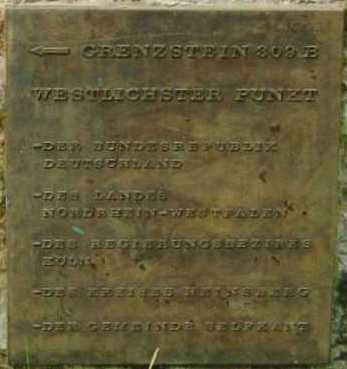 ← GRENZSTEIN 309 B
WESTLICHSTER PUNKT
-DER BUNDESREPUBLIK
DEUTSCHLAND
-DES LANDES
NORDRHEIN-WESTFALEN
-DES REGIERUNGSBEZIRKS
KÖLN
-DES KREISES HEINSBERG
-DER GEMEINDE SELFKANT